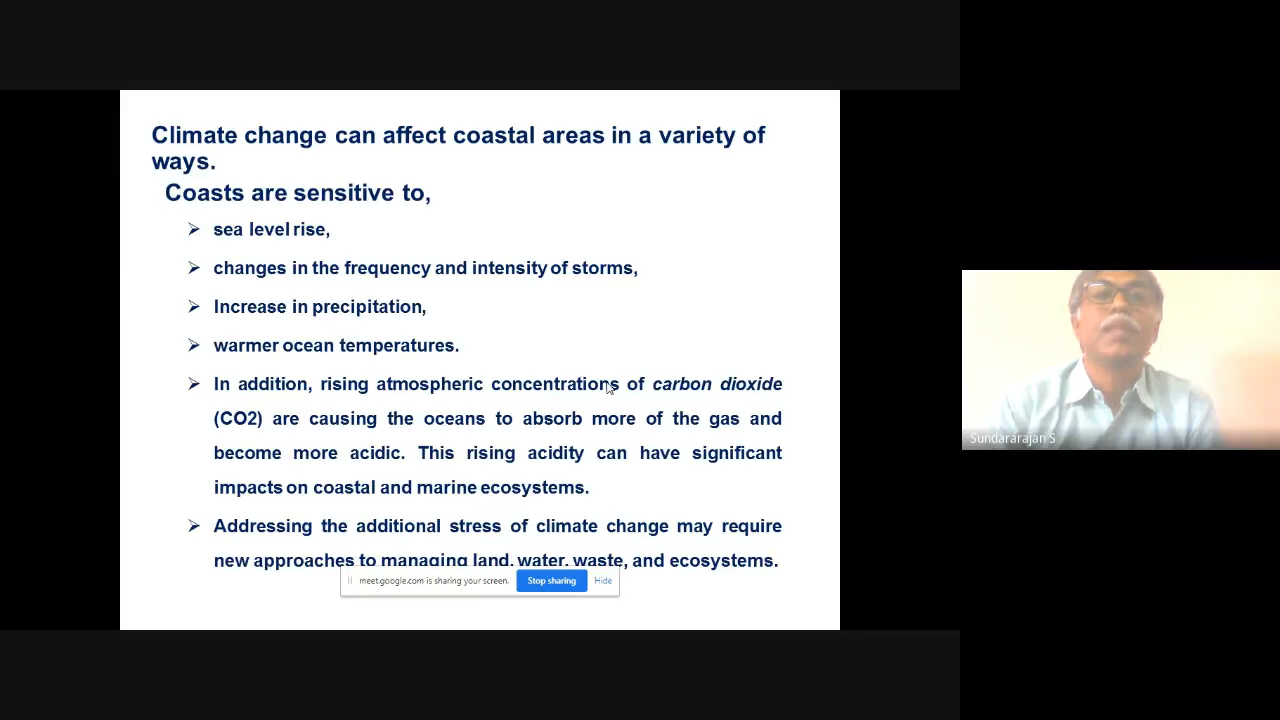 Climate change can affect coastal areas in a variety of
ways.
Coasts are sensitive to,
sea level rise,
changes in the frequency and intensity of storms,
Increase in precipitation,
warmer ocean temperatures.
In addition, rising atmospheric concentrations of carbon dioxide
(CO2) are causing the oceans to absorb more of the gas and
become more acidic. This rising acidity can have significant
impacts on coastal and marine ecosystems.
Addressing the additional stress of climate change may require
new approaches to managing land, water, waste, and ecosystems.
meet.google.com is sharing your screen. Stop sharing Hide
Sundararajan S